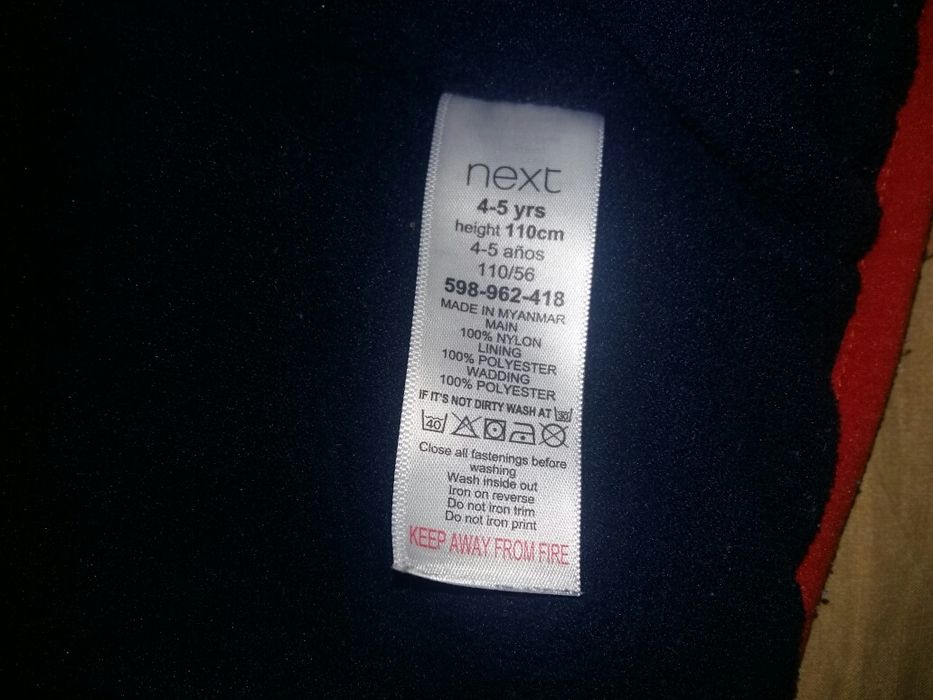 next
4-5 yrs
height 110cm
4-5 años
110/56
598-962-418
MADE IN MYANMAR
MAIN
100% NYLON
LINING
100% POLYESTER
WADDING
100% POLYESTER
IF IT'S NOT DIRTY WASH AT 30
40
Close all fastenings before
washing
Wash inside out
Iron on reverse
Do not iron trim
Do not iron print
KEEP AWAY FROM FIRE